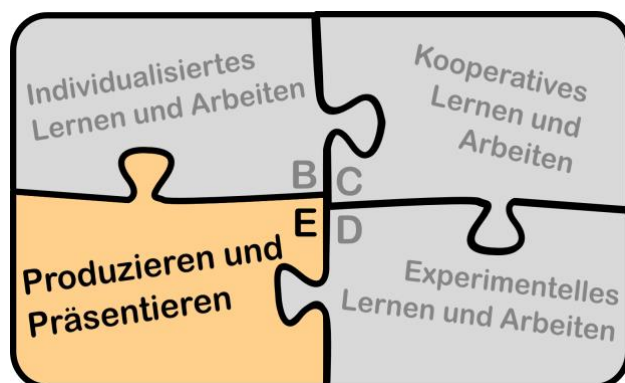 Individualisiertes
Lernen und Arbeiten
B
Kooperatives
Lernen und
Arbeiten
C
E
Produzieren und
Präsentieren
D
Experimentelles
Lernen und Arbeiten